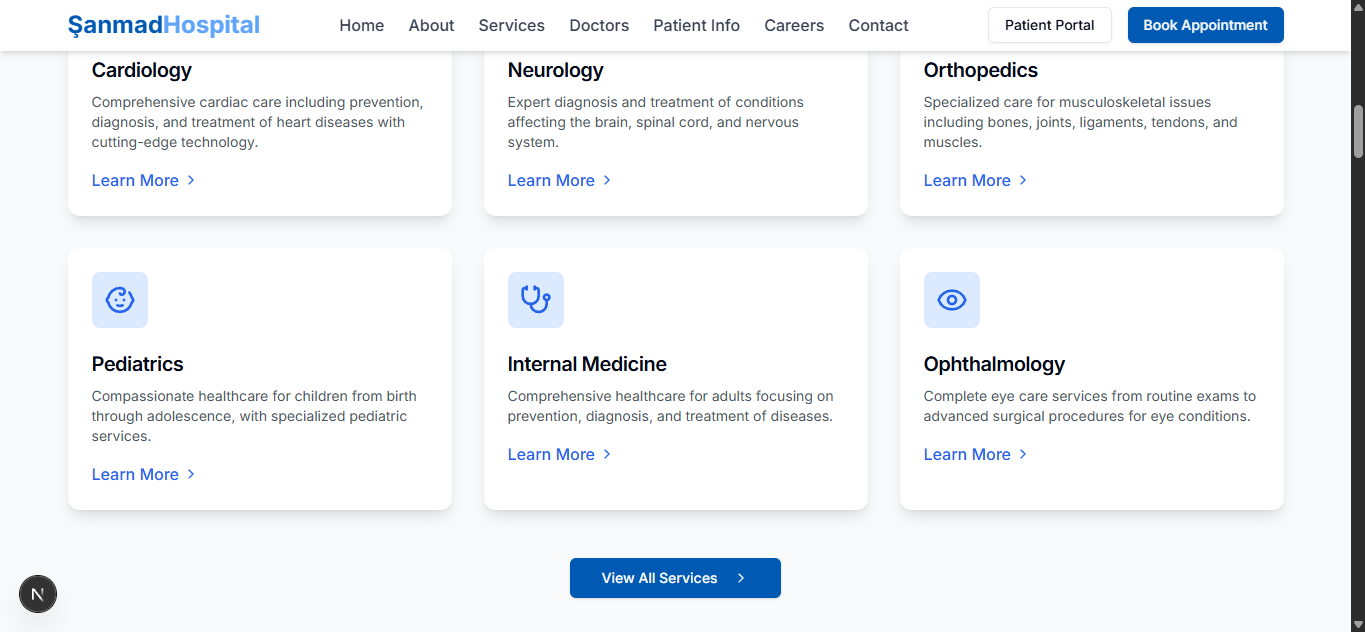 ŞanmadHospital
Home About Services Doctors Patient Info Careers Contact
Patient Portal
Book Appointment
Cardiology
Comprehensive cardiac care including prevention,
diagnosis, and treatment of heart diseases with
cutting-edge technology.
Learn More
Neurology
Expert diagnosis and treatment of conditions
affecting the brain, spinal cord, and nervous
system.
Learn More
Orthopedics
Specialized care for musculoskeletal issues
including bones, joints, ligaments, tendons, and
muscles.
Learn More
Pediatrics
Compassionate healthcare for children from birth
through adolescence, with specialized pediatric
services.
Learn More
Internal Medicine
Comprehensive healthcare for adults focusing on
prevention, diagnosis, and treatment of diseases.
Learn More
Ophthalmology
Complete eye care services from routine exams to
advanced surgical procedures for eye conditions.
Learn More
View All Services
N